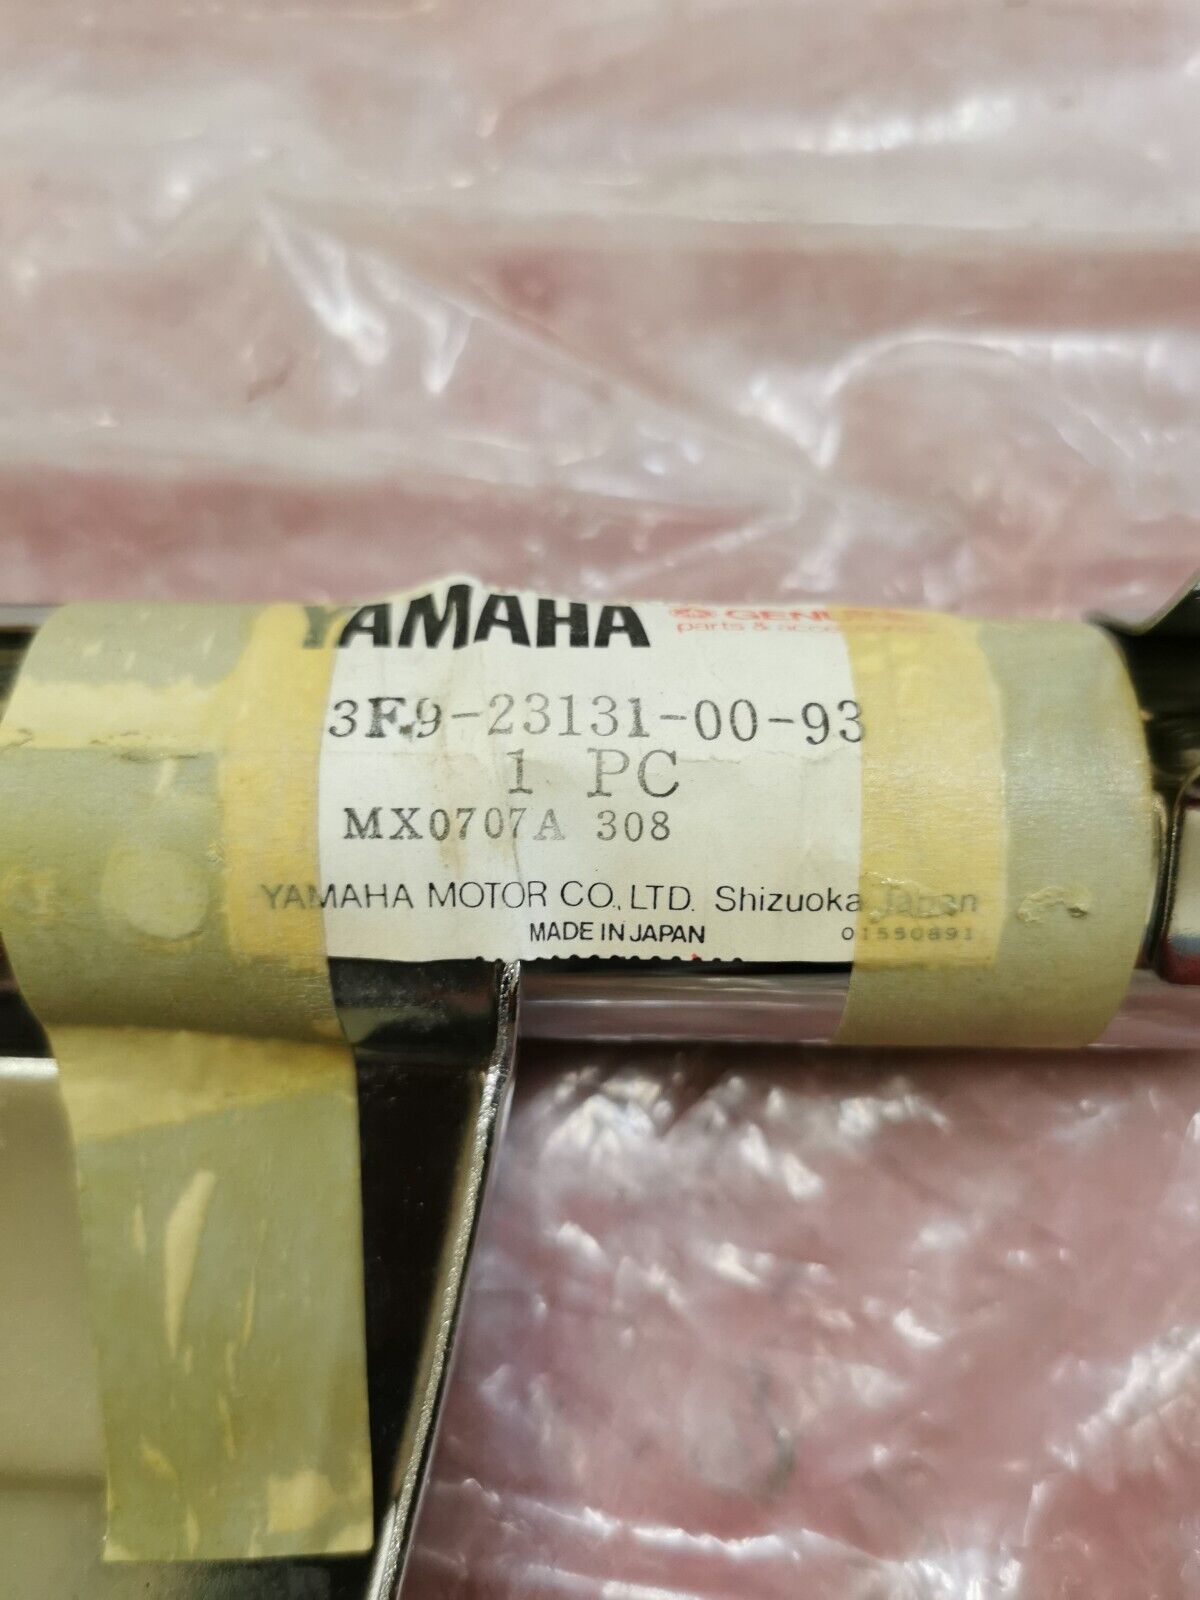 YAMAHA GENUINE
parts & acce
3F9-23131-00-93
1 PC
MX0707A 308
YAMAHA MOTOR CO., LTD. Shizuoka Japan
MADE IN JAPAN 01550891